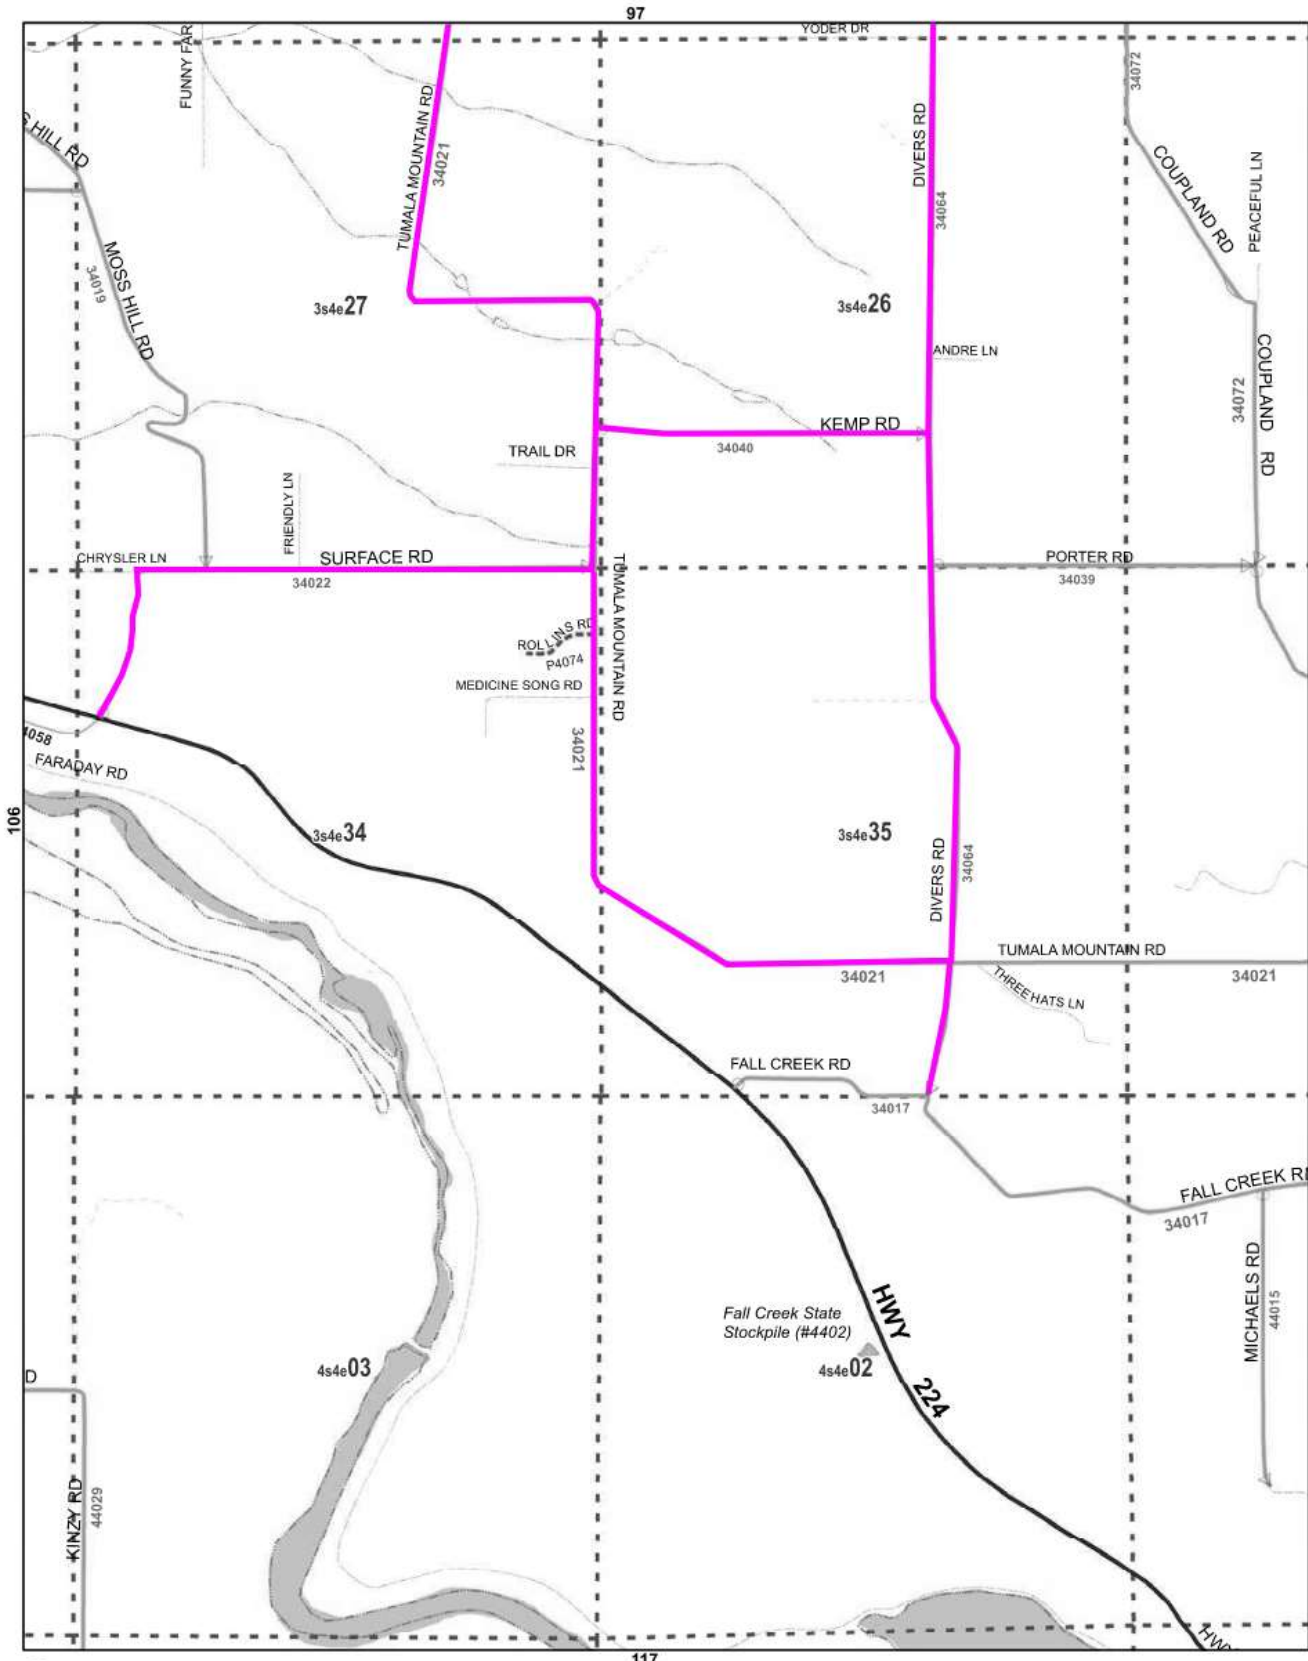 97
YODER DR
FUNNY FAR
TUMALA MOUNTAIN RD
34021
DIVERS RD
34064
34072
COUPLAND RD
PEACEFUL LN
S HILL RD
MOSS HILL RD
34019
3s4e27
3s4e26
ANDRE LN
COUPLAND RD
34072
KEMP RD
34040
TRAIL DR
FRIENDLY LN
CHRYSLER LN
SURFACE RD
34022
PORTER RD
34039
TUMALA MOUNTAIN RD
ROLLINS RD
P4074
MEDICINE SONG RD
34021
4058
FARADAY RD
106
3s4e34
3s4e35
DIVERS RD
34064
TUMALA MOUNTAIN RD
34021
34021
THREE HATS LN
FALL CREEK RD
34017
FALL CREEK RD
34017
MICHAELS RD
44015
HWY
224
Fall Creek State
Stockpile (#4402)
4s4e03
4s4e02
D
KINZY RD
44029
HWY
117